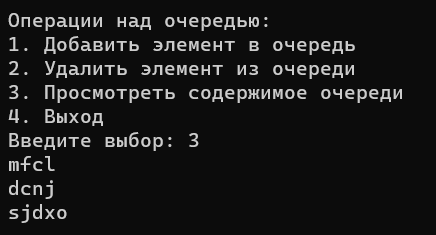 Операции над очередью:
1. Добавить элемент в очередь
2. Удалить элемент из очереди
3. Просмотреть содержимое очереди
4. Выход
Введите выбор: 3
mfcl
dcnj
sjdxo